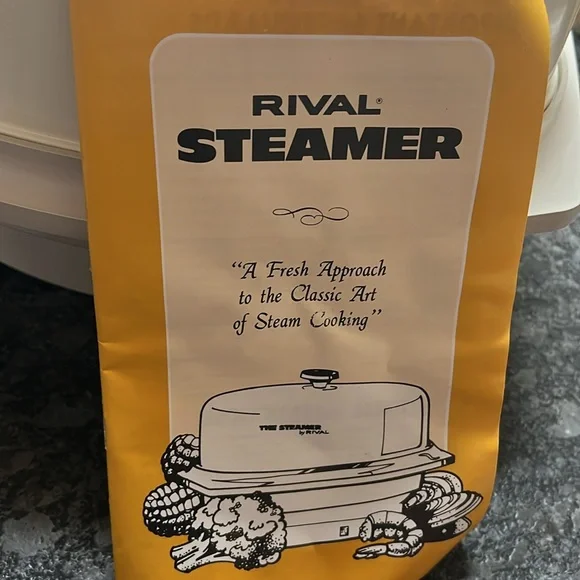 RIVAL®
STEAMER
“A Fresh Approach
to the Classic Art
of Steam Cooking”
THE STEAMER
by RIVAL